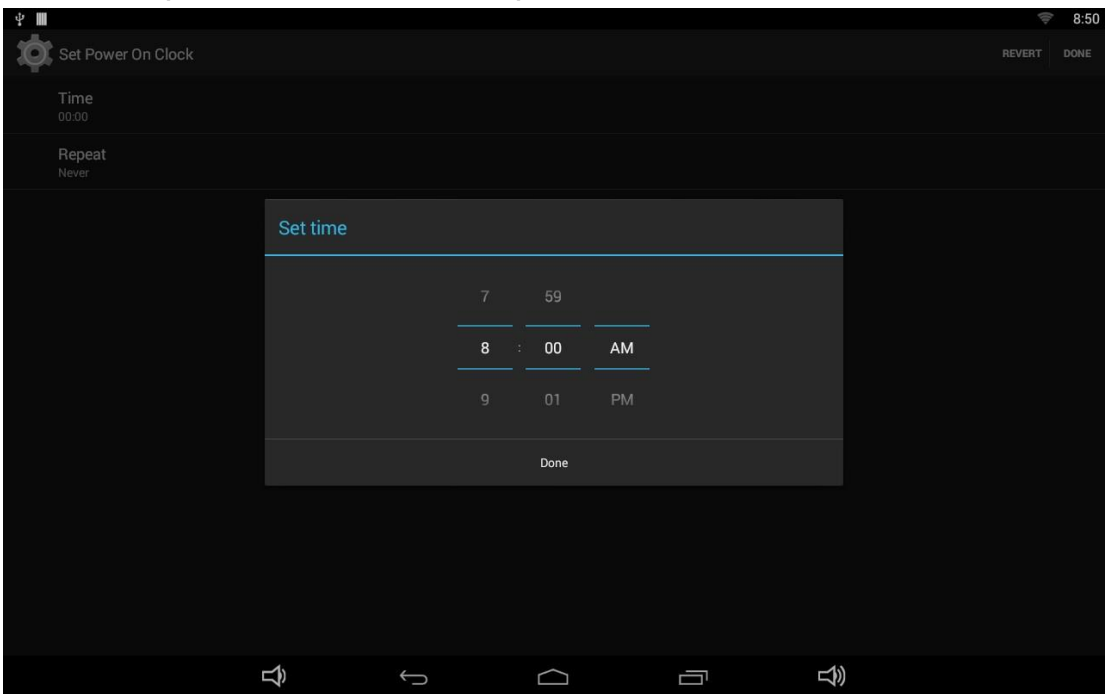 8:50
Set Power On Clock REVERT DONE
Time
00:00
Repeat
Never
Set time
7 59
8 : 00 AM
9 01 PM
Done